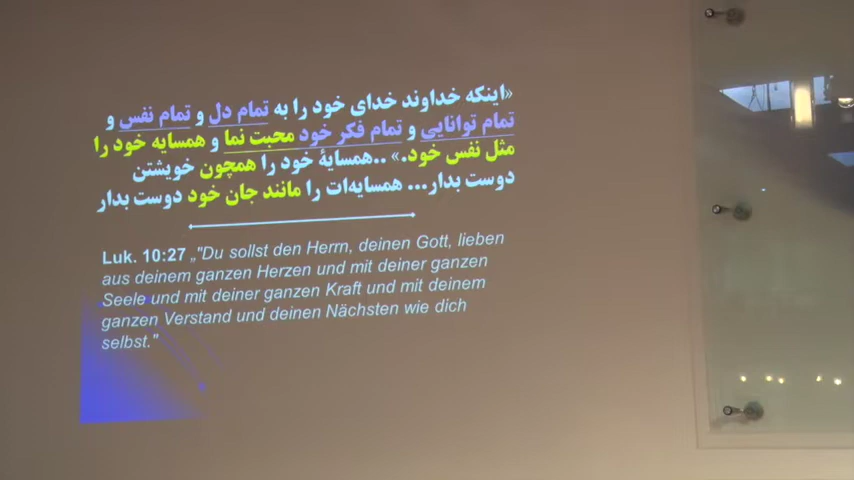 «اینکه خداوند خدای خود را به تمام دل و تمام نفس و
تمام توانایی و تمام فکر خود محبت نما و همسایه خود را
مثل نفس خود.» ..همسایهٔ خود را همچون خویشتن
دوست بدار... همسایه‌ات را مانند جان خود دوست بدار
Luk. 10:27 „"Du sollst den Herrn, deinen Gott, lieben
aus deinem ganzen Herzen und mit deiner ganzen
Seele und mit deiner ganzen Kraft und mit deinem
ganzen Verstand und deinen Nächsten wie dich
selbst."